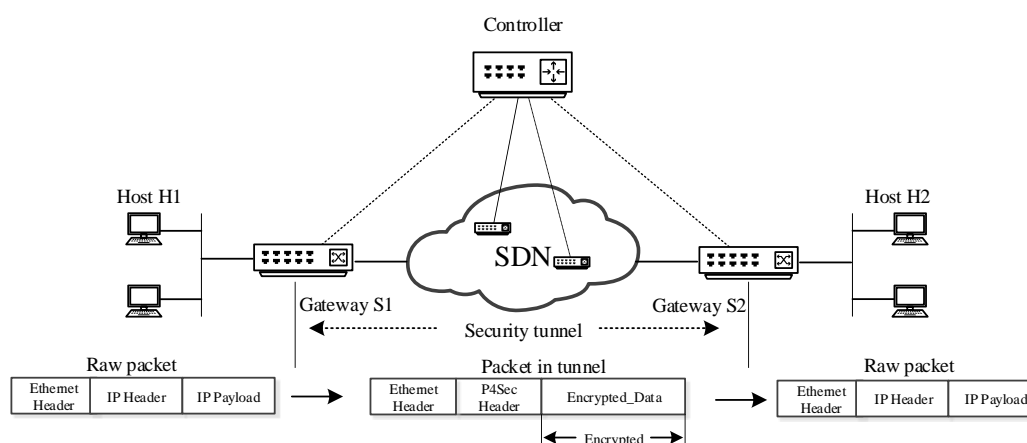 Controller
Host H1
Host H2
SDN
Gateway S1
Gateway S2
Security tunnel
Raw packet
Packet in tunnel
Raw packet
Ethernet
Header
IP Header
IP Payload
Ethernet
Header
P4Sec
Header
Encrypted_Data
Ethernet
Header
IP Header
IP Payload
Encrypted